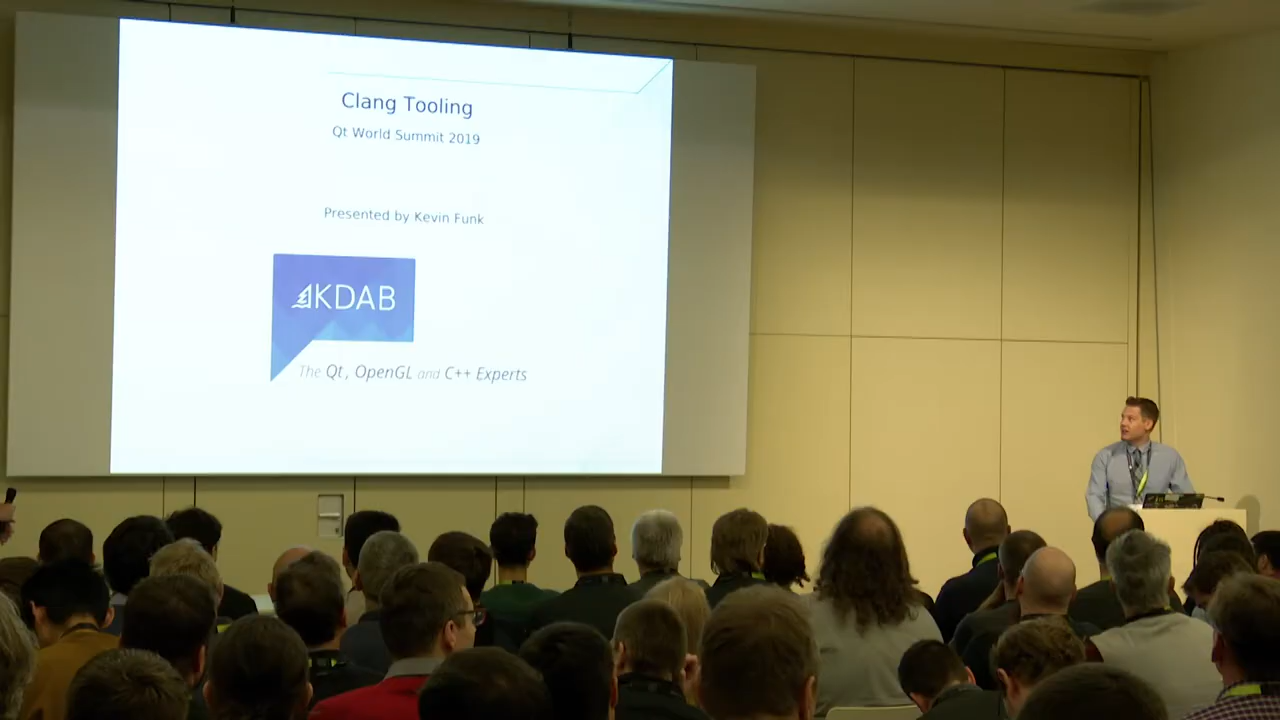 Clang Tooling
Qt World Summit 2019
Presented by Kevin Funk
KDAB
The Qt, OpenGL and C++ Experts